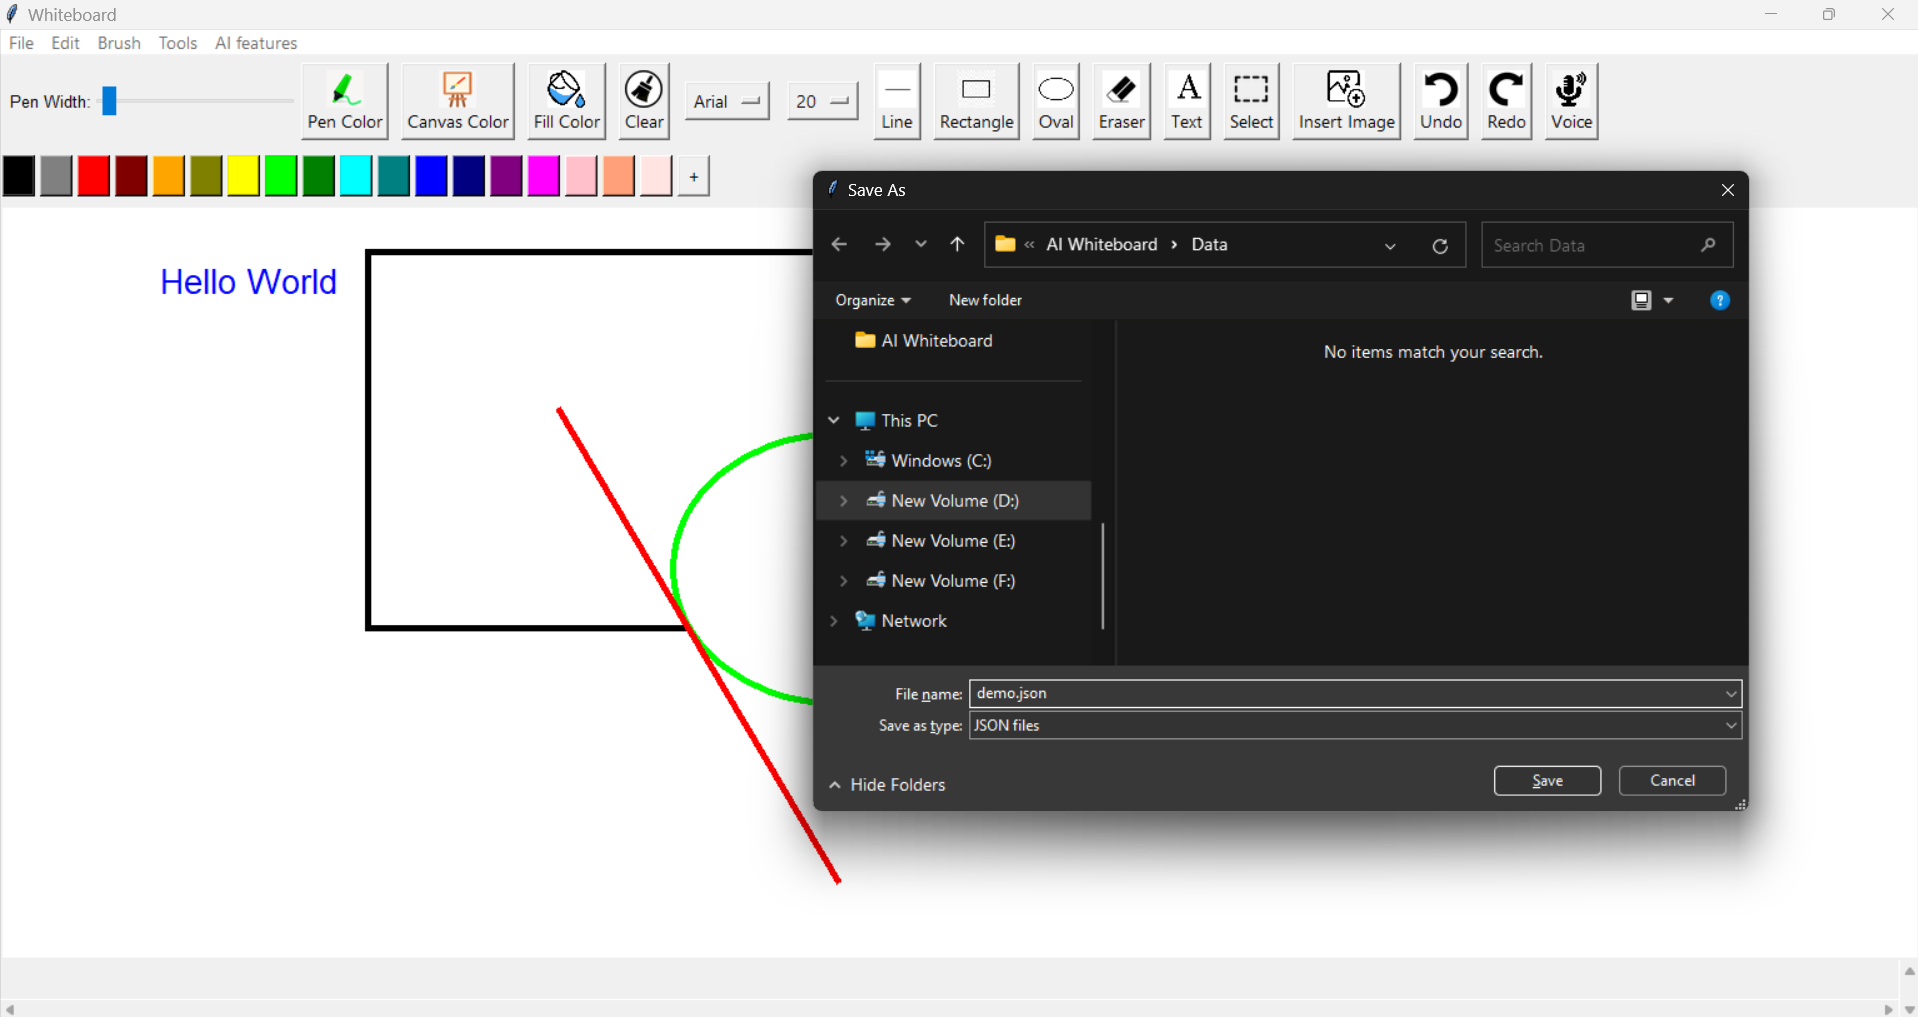 Whiteboard
File Edit Brush Tools AI features
Pen Width:
Pen Color
Canvas Color
Fill Color
Clear
Arial
20
Line
Rectangle
Oval
Eraser
A
Text
Select
Insert Image
Undo
Redo
Voice
+
Hello World
Save As
« AI Whiteboard › Data
Search Data
Organize
New folder
?
AI Whiteboard
This PC
Windows (C:)
New Volume (D:)
New Volume (E:)
New Volume (F:)
Network
No items match your search.
File name: demo.json
Save as type: JSON files
Hide Folders
Save
Cancel